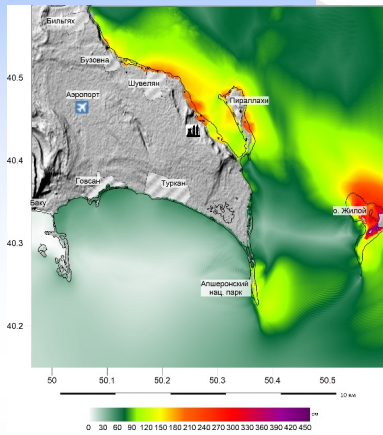 Бильгях
40.5
Бузовна
Шувелян
Аэропорт
Пираллахи
40.4
Говсан
Туркан
Баку
о. Жилой
40.3
Апшеронский
нац. парк
40.2
50 50.1 50.2 50.3 50.4 50.5
10 км
см
0 30 60 90 120 150 180 210 240 270 300 330 360 390 420 450